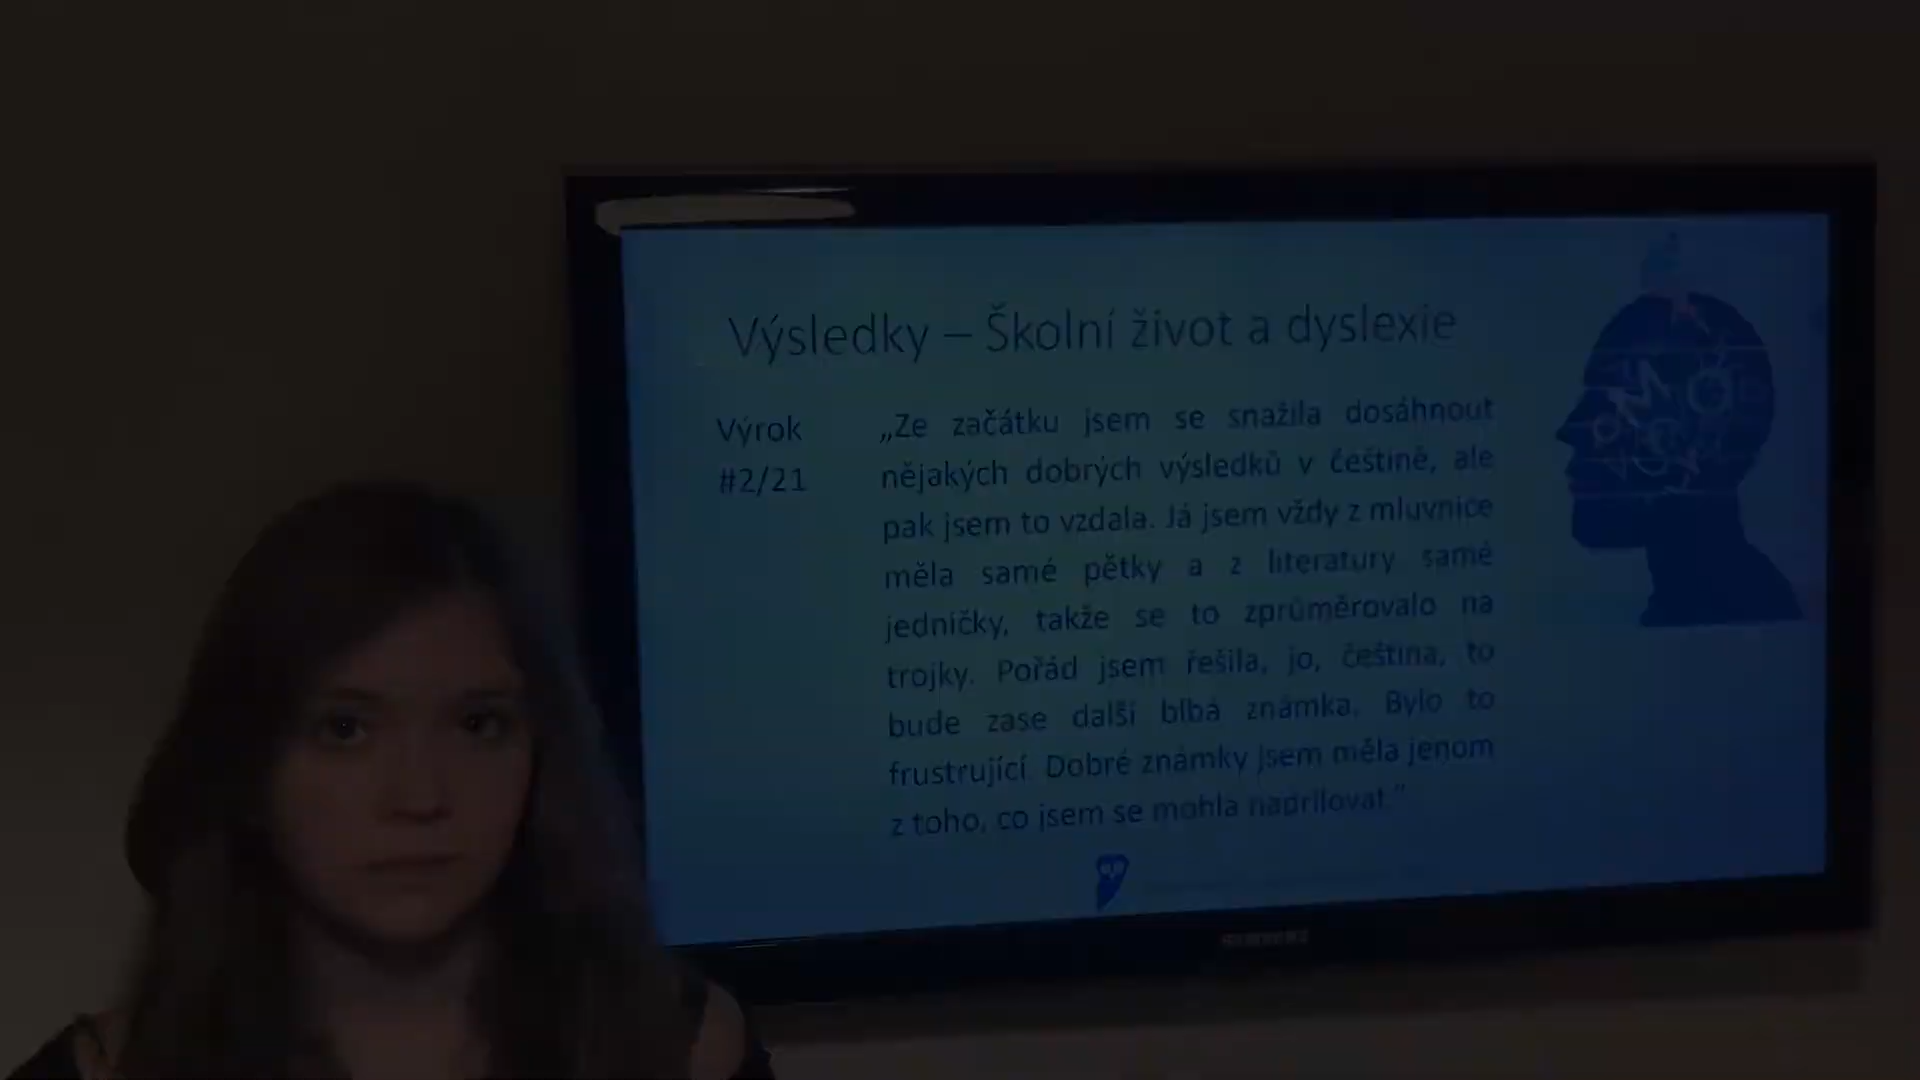 Výsledky – Školní život a dyslexie
Výrok
#2/21
„Ze začátku jsem se snažila dosáhnout
nějakých dobrých výsledků v češtině, ale
pak jsem to vzdala. Já jsem vždy z mluvnice
měla samé pětky a z literatury samé
jedničky, takže se to zprůměrovalo na
trojky. Pořád jsem řešila, jo, čeština, to
bude zase další blbá známka. Bylo to
frustrující. Dobré známky jsem měla jenom
z toho, co jsem se mohla naprilovat.“